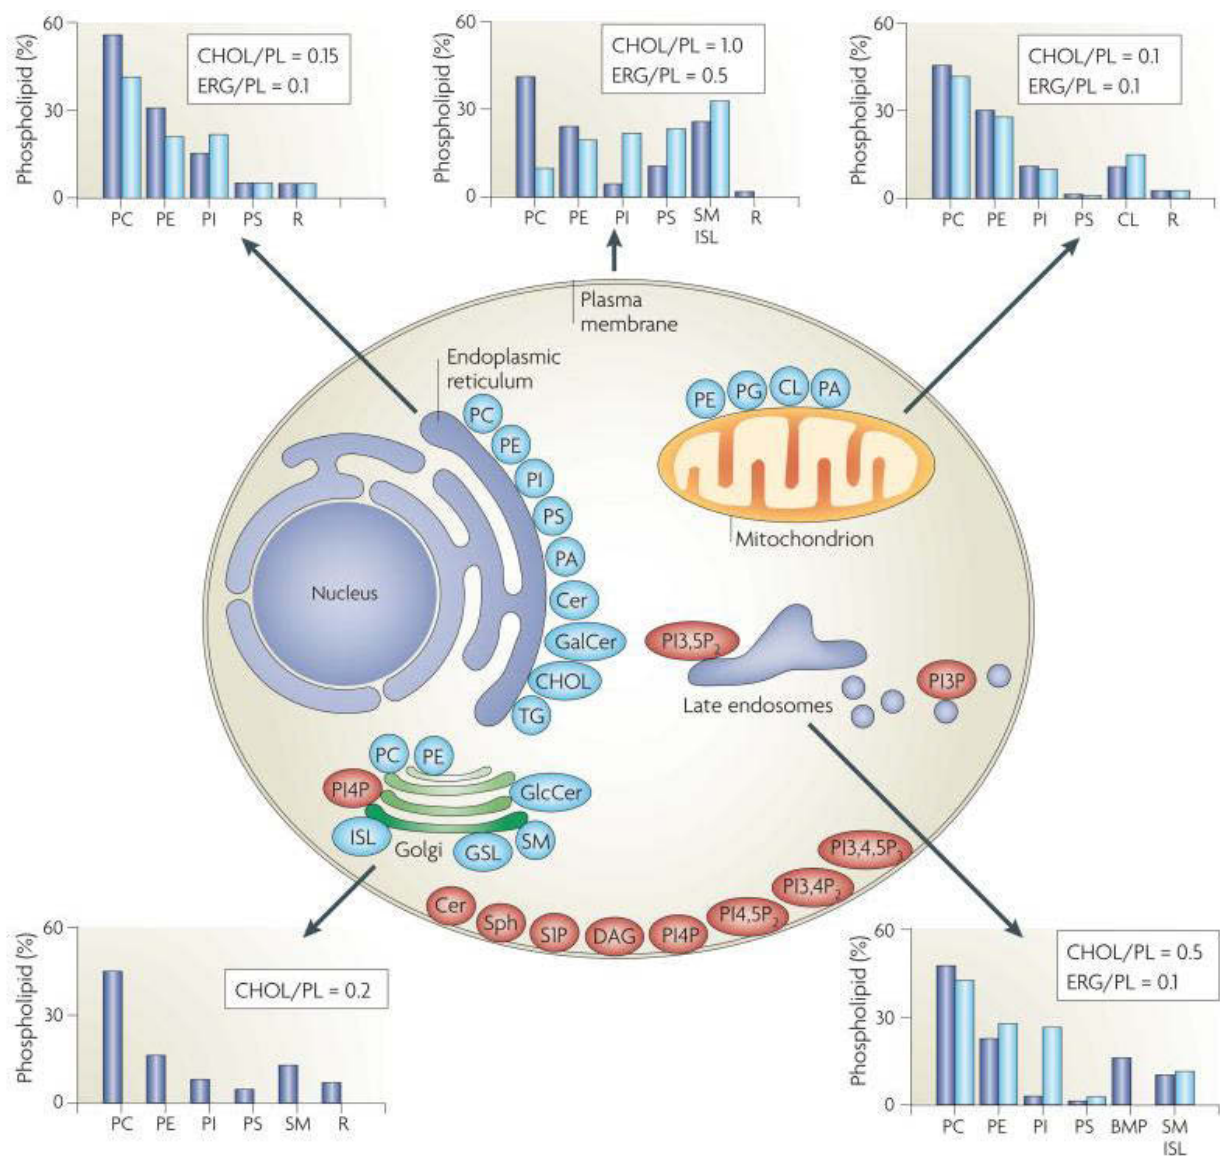 Phospholipid (%)
60
30
0
CHOL/PL = 0.15
ERG/PL = 0.1
PC PE PI PS R
Phospholipid (%)
60
30
0
CHOL/PL = 1.0
ERG/PL = 0.5
PC PE PI PS SM R
ISL
Phospholipid (%)
60
30
0
CHOL/PL = 0.1
ERG/PL = 0.1
PC PE PI PS CL R
Plasma
membrane
Endoplasmic
reticulum
PC
PE
PI
PS
PA
Cer
GalCer
CHOL
TG
Nucleus
PE PG CL PA
Mitochondrion
PI3,5P₂
Late endosomes
PI3P
PC PE
PI4P
GlcCer
ISL
Golgi
GSL
SM
Cer
Sph
S1P
DAG
PI4P
PI4,5P₂
PI3,4P₂
PI3,4,5P₃
Phospholipid (%)
60
30
0
CHOL/PL = 0.2
PC PE PI PS SM R
Phospholipid (%)
60
30
0
CHOL/PL = 0.5
ERG/PL = 0.1
PC PE PI PS BMP SM
ISL